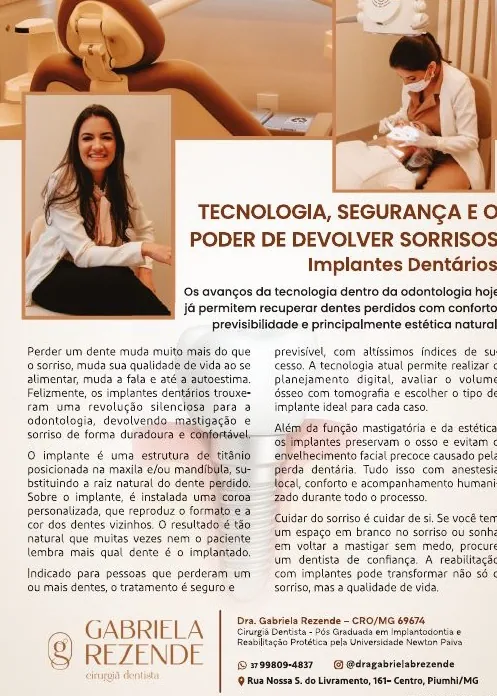 TECNOLOGIA, SEGURANÇA E O
PODER DE DEVOLVER SORRISOS
Implantes Dentários
Os avanços da tecnologia dentro da odontologia hoje
já permitem recuperar dentes perdidos com conforto
previsibilidade e principalmente estética natural
Perder um dente muda muito mais do que
o sorriso, muda sua qualidade de vida ao se
alimentar, muda a fala e até a autoestima.
Felizmente, os implantes dentários trouxe-
ram uma revolução silenciosa para a
odontologia, devolvendo mastigação e
sorriso de forma duradoura e confortável.
O implante é uma estrutura de titânio
posicionada na maxila e/ou mandíbula, su-
bstituindo a raiz natural do dente perdido.
Sobre o implante, é instalada uma coroa
personalizada, que reproduz o formato e a
cor dos dentes vizinhos. O resultado é tão
natural que muitas vezes nem o paciente
lembra mais qual dente é o implantado.
Indicado para pessoas que perderam um
ou mais dentes, o tratamento é seguro e
previsível, com altíssimos índices de su-
cesso. A tecnologia atual permite realizar o
planejamento digital, avaliar o volume
ósseo com tomografia e escolher o tipo de
implante ideal para cada caso.
Além da função mastigatória e da estética
os implantes preservam o osso e evitam o
envelhecimento facial precoce causado pela
perda dentária. Tudo isso com anestesia
local, conforto e acompanhamento humani-
zado durante todo o processo.
Cuidar do sorriso é cuidar de si. Se você tem
um espaço em branco no sorriso ou sonha
em voltar a mastigar sem medo, procure
um dentista de confiança. A reabilitação
com implantes pode transformar não só o
sorriso, mas a qualidade de vida.
GABRIELA
REZENDE
cirurgiã dentista
Dra. Gabriela Rezende – CRO/MG 69674
Cirurgiã Dentista - Pós Graduada em Implantodontia e
Reabilitação Protética pela Universidade Newton Paiva
37 99809-4837 @dragabrielabrezende
Rua Nossa S. do Livramento, 161– Centro, Piumhi/MG